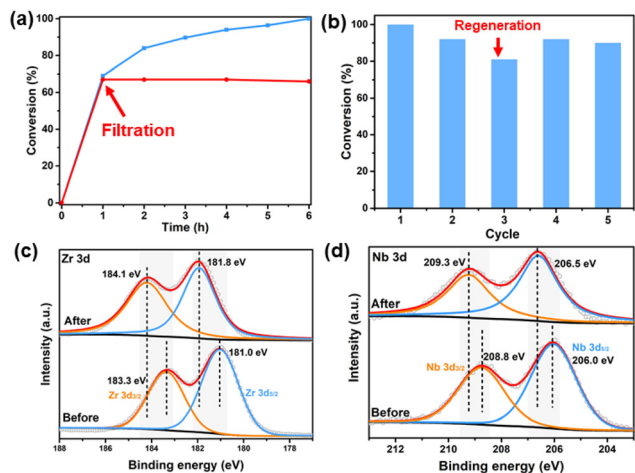 (a)
Conversion (%)
100
80
60
40
20
0
Filtration
0 1 2 3 4 5 6
Time (h)
(b)
Conversion (%)
100
80
60
40
20
0
Regeneration
1 2 3 4 5
Cycle
(c)
Zr 3d
184.1 eV
181.8 eV
After
183.3 eV
181.0 eV
Zr 3d3/2
Zr 3d5/2
Before
Intensity (a.u.)
188 186 184 182 180 178
Binding energy (eV)
(d)
Nb 3d
209.3 eV
206.5 eV
After
208.8 eV
Nb 3d5/2
206.0 eV
Nb 3d3/2
Before
Intensity (a.u.)
212 210 208 206 204
Binding energy (eV)